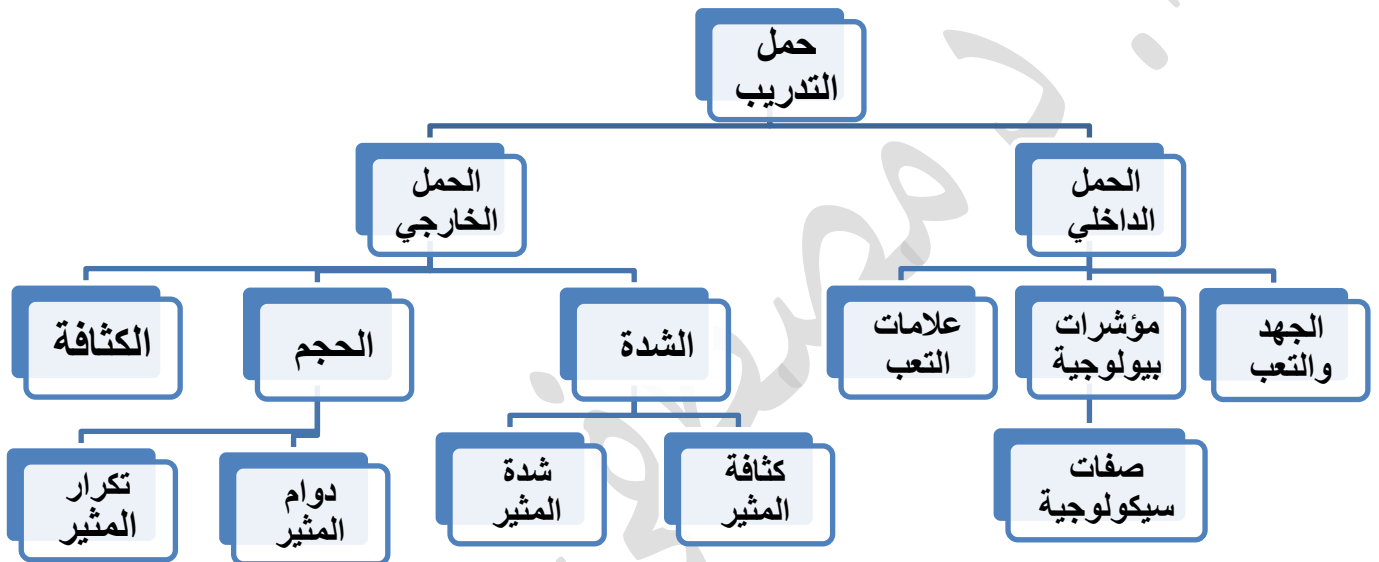 حمل
التدريب
الحمل
الداخلي
الحمل
الخارجي
الجهد
والتعب
مؤشرات
بيولوجية
علامات
التعب
الشدة
الحجم
الكثافة
صفات
سيكولوجية
كثافة
المثير
شدة
المثير
دوام
المثير
تكرار
المثير